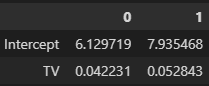 0 1
Intercept 6.129719 7.935468
TV 0.042231 0.052843